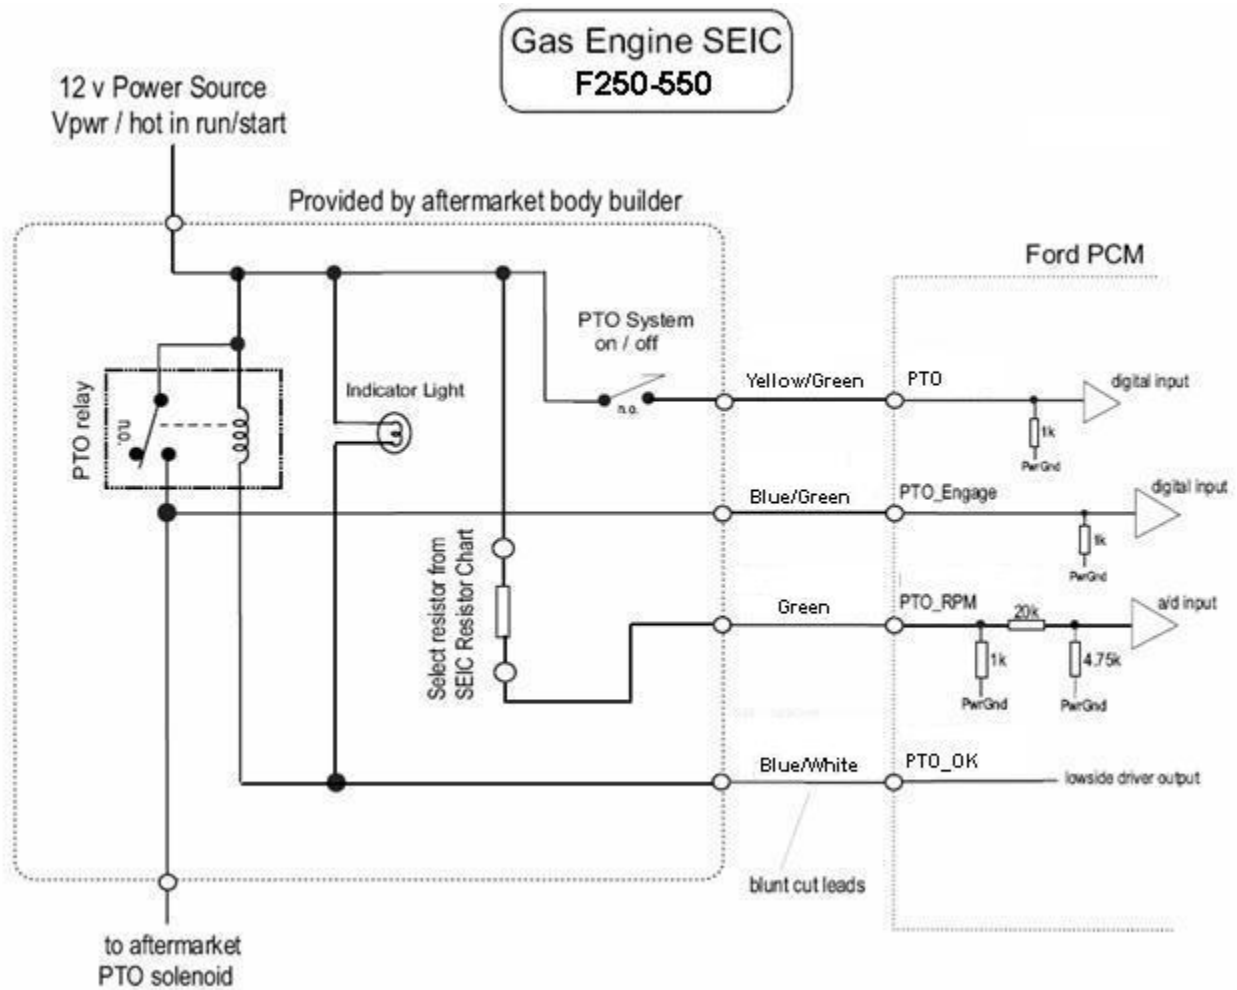 Gas Engine SEIC
F250-550
12 v Power Source
Vpwr / hot in run/start
Provided by aftermarket body builder
Ford PCM
PTO System
on / off
n.o.
Indicator Light
PTO relay
n.o.
Select resistor from
SEIC Resistor Chart
Yellow/Green
PTO
digital input
1k
PwrGnd
Blue/Green
PTO_Engage
digital input
1k
PwrGnd
Green
PTO_RPM
20k
a/d input
1k
4.75k
PwrGnd
PwrGnd
Blue/White
PTO_OK
lowside driver output
blunt cut leads
to aftermarket
PTO solenoid